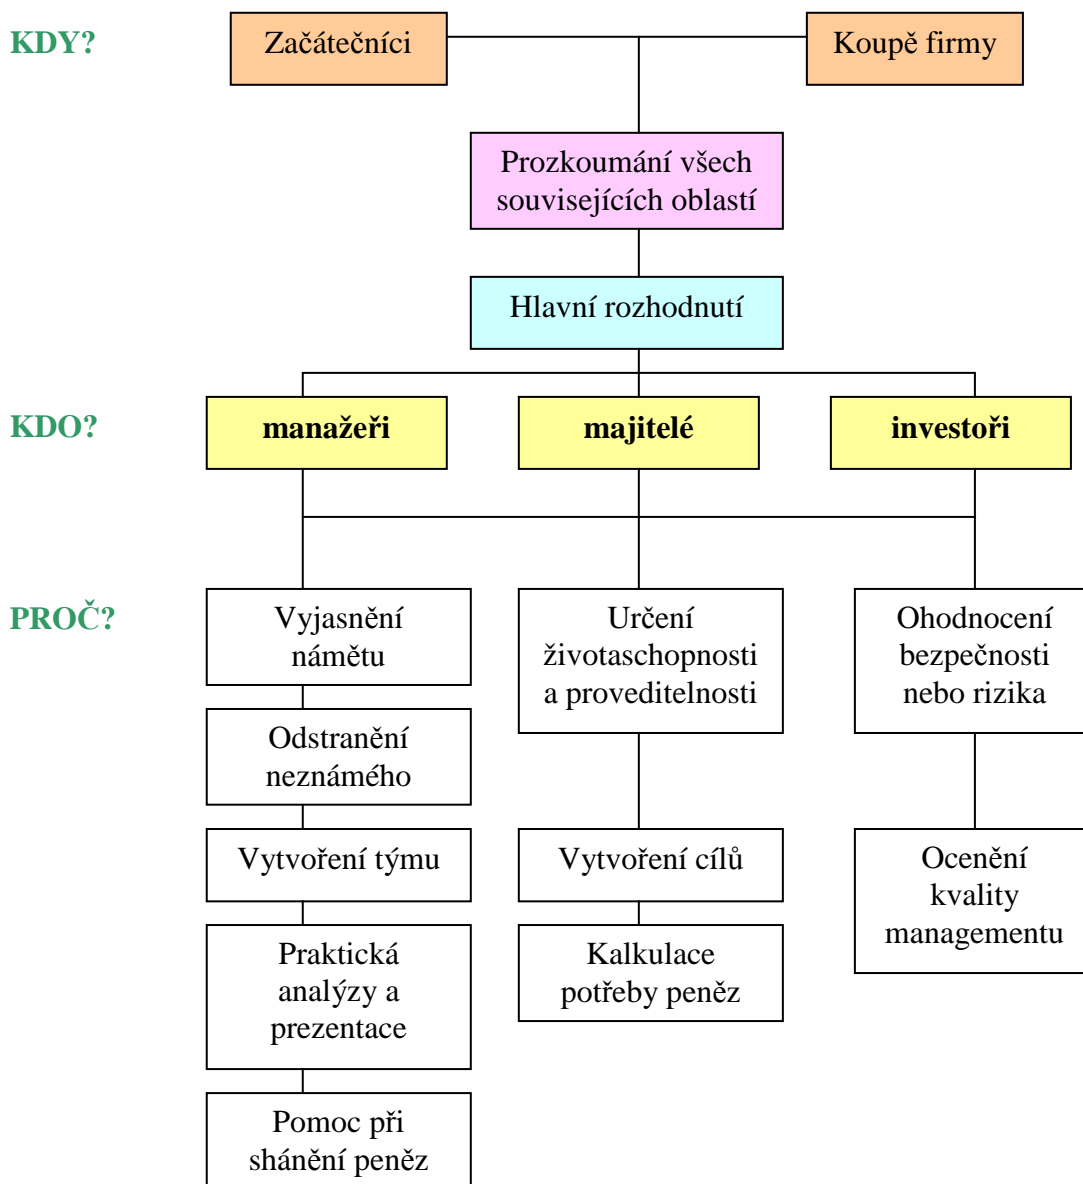 KDY?
Začátečníci
Koupě firmy
Prozkoumání všech
souvisejících oblastí
Hlavní rozhodnutí
KDO?
manažeři
majitelé
investoři
PROČ?
Vyjasnění
námětu
Určení
životaschopnosti
a proveditelnosti
Ohodnocení
bezpečnosti
nebo rizika
Odstranění
neznámého
Vytvoření týmu
Vytvoření cílů
Ocenění
kvality
managementu
Praktická
analýzy a
prezentace
Kalkulace
potřeby peněz
Pomoc při
shánění peněz